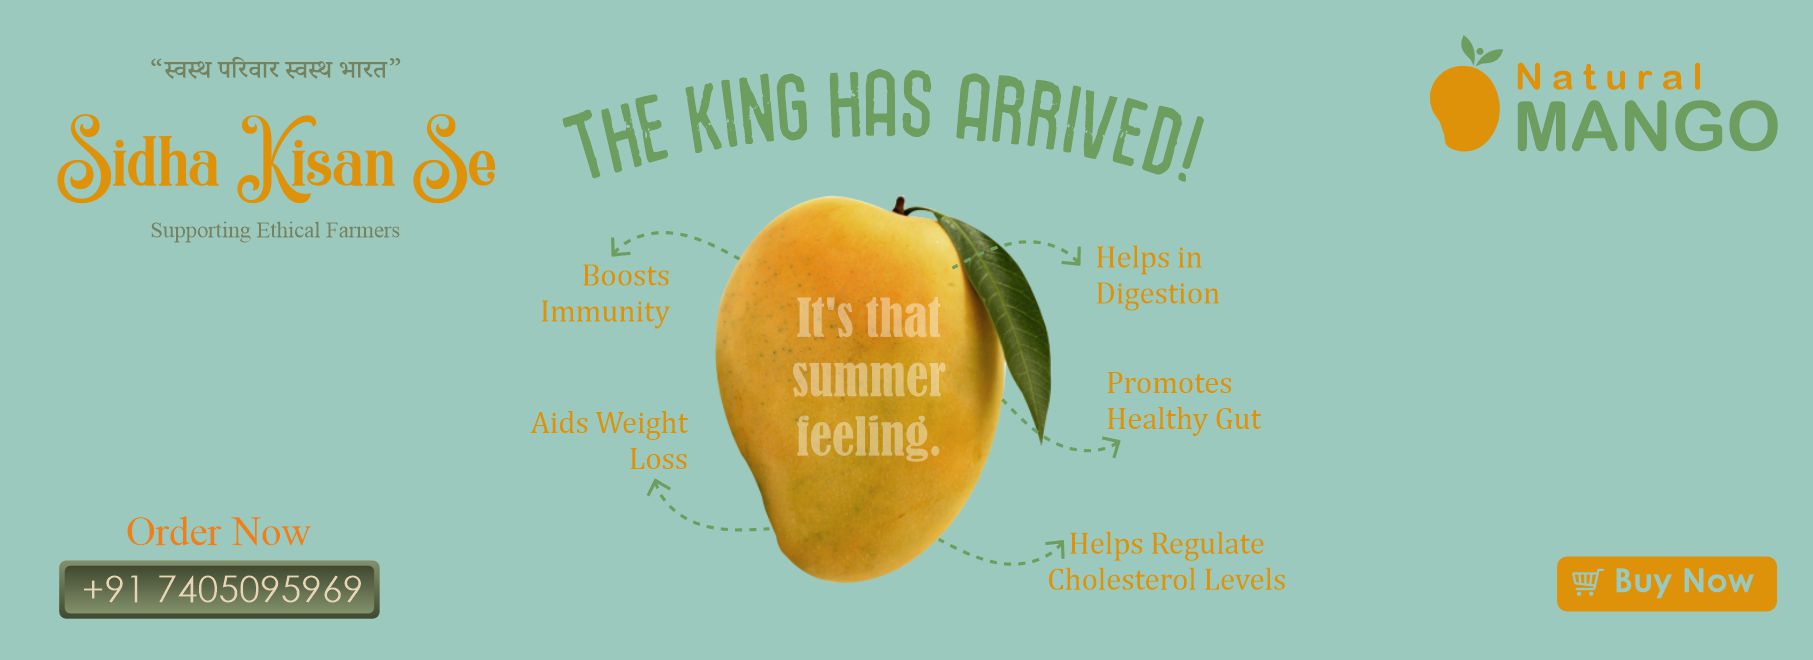 “स्वस्थ परिवार स्वस्थ भारत”
Sidha Kisan Se
Supporting Ethical Farmers
THE KING HAS ARRIVED!
Natural
MANGO
Boosts
Immunity
Helps in
Digestion
It's that
summer
feeling.
Aids Weight
Loss
Promotes
Healthy Gut
Helps Regulate
Cholesterol Levels
Order Now
+91 7405095969
Buy Now